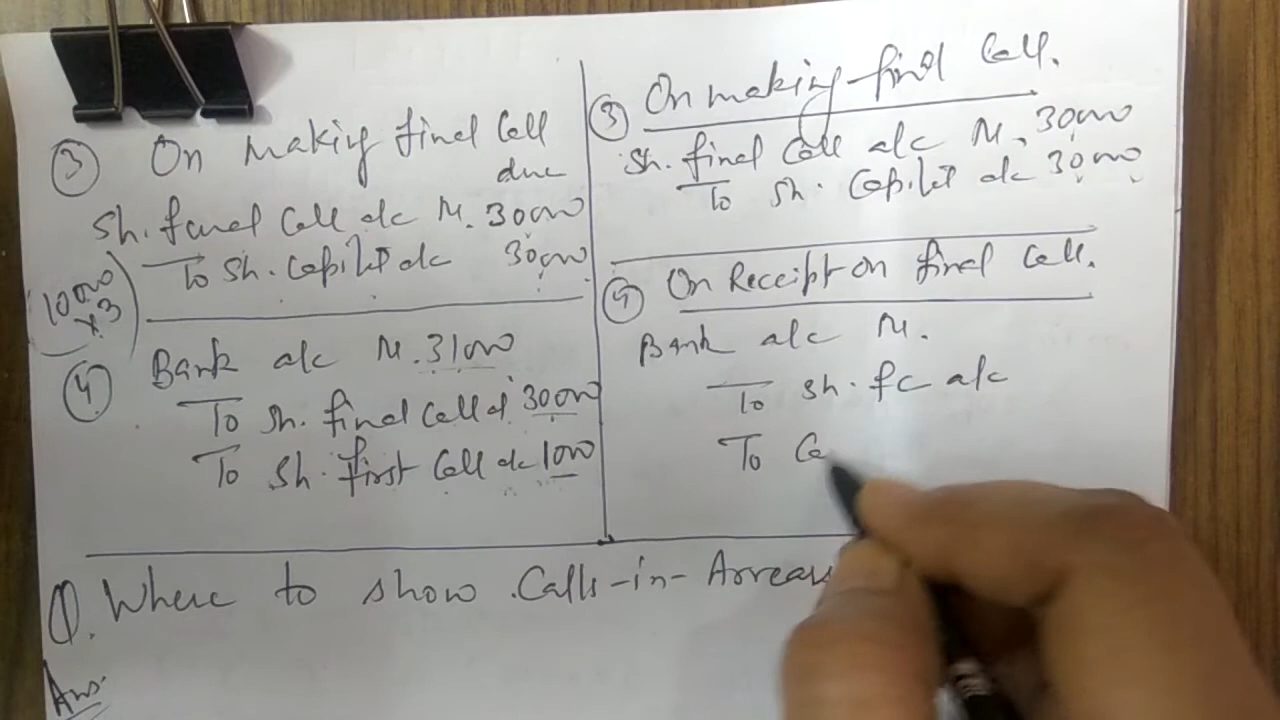 ③ On Making final Call
due
Sh. final Call a/c Dr. 30000
To Sh. Capital a/c 30000
10000
x 3
④ Bank a/c Dr. 31000
To Sh. final Call a/c 30000
To Sh. first Call a/c 1000
③ On making final Call.
Sh. final Call a/c Dr. 30000
To Sh. Capital a/c 30000
④ On Receipt on final Call.
Bank a/c Dr.
To Sh. fc a/c
To Ca
Q. Where to show Calls-in-Arrears
Ans.